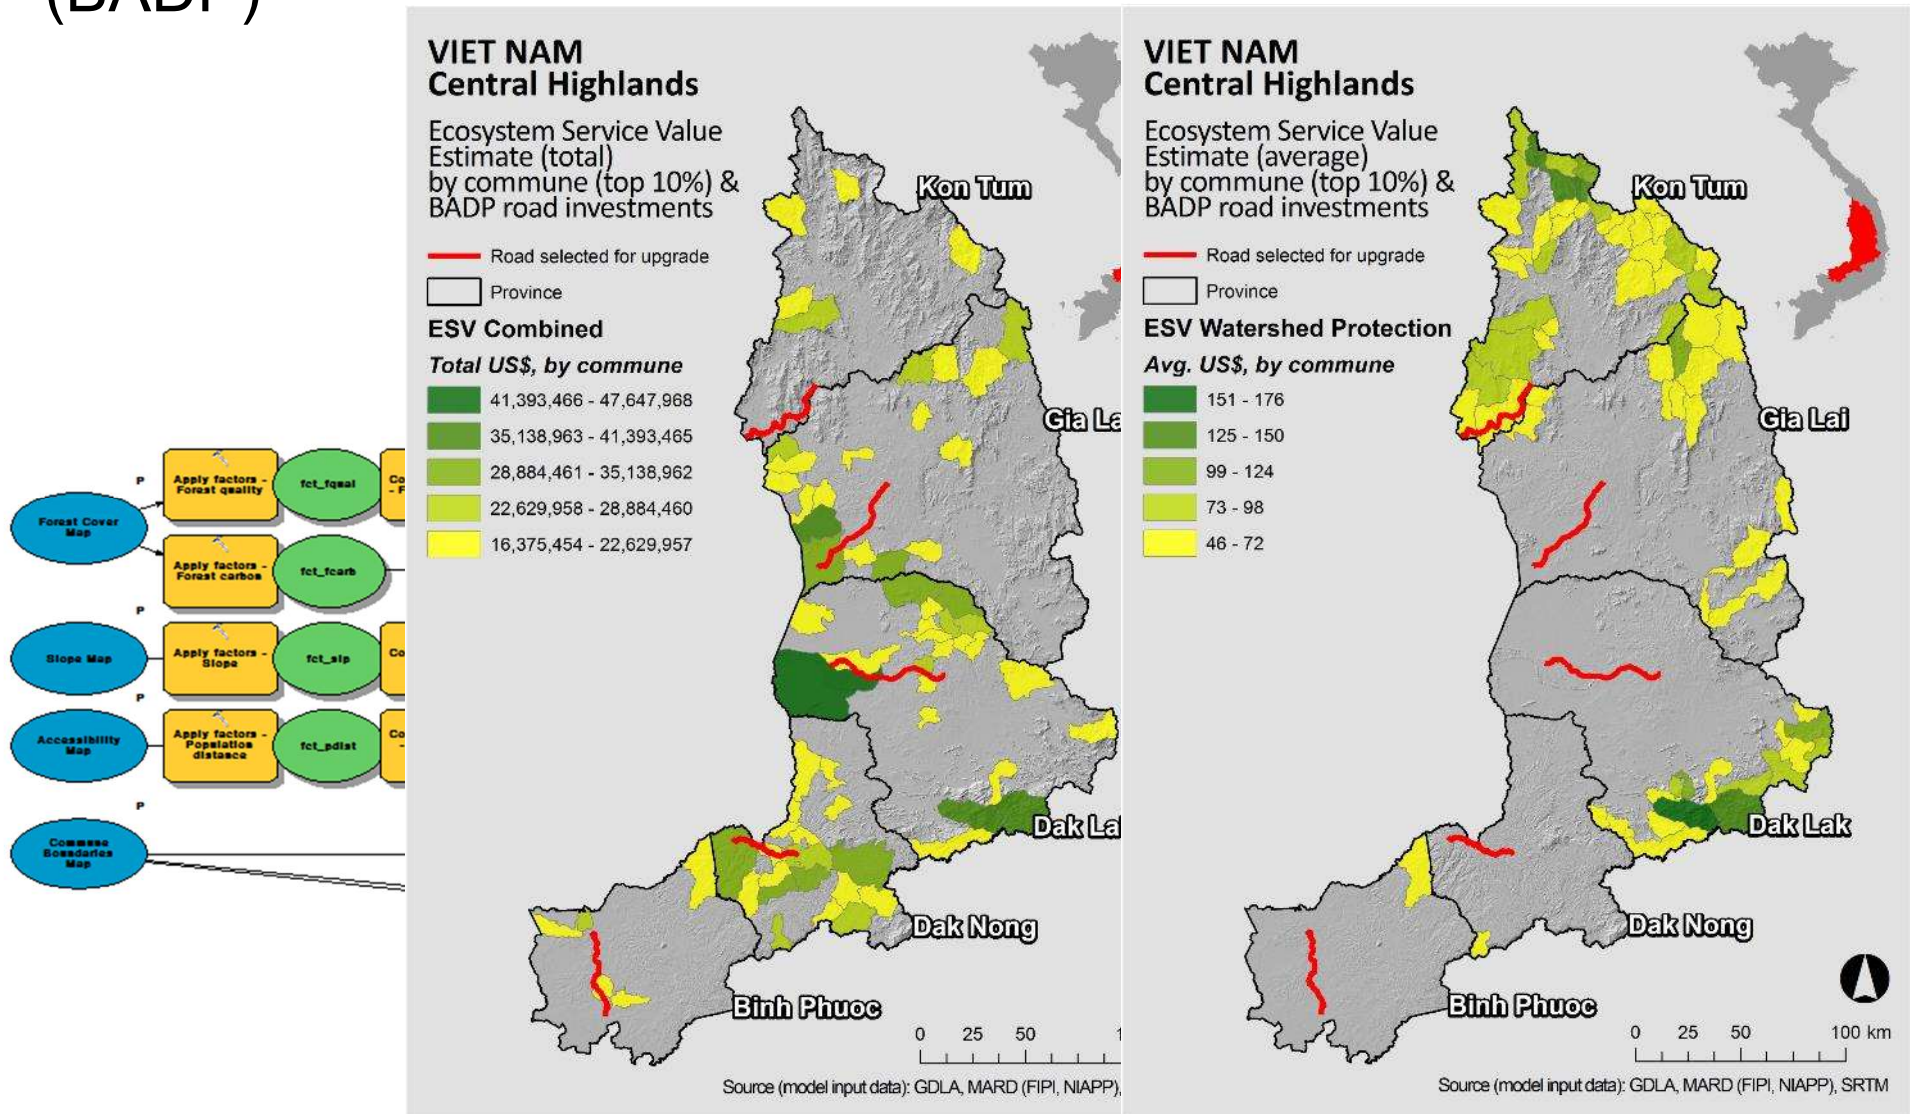 (BADP)
P
Forest Cover
Map
Apply factors -
Forest quality
fct_fqual
Co
- F
Apply factors -
Forest carbon
fct_fcarb
P
Slope Map
Apply factors -
Slope
fct_slp
Co
P
Accessibility
Map
Apply factors -
Population
distance
fct_pdist
Co
-
P
Commune
Boundaries
Map
VIET NAM
Central Highlands
Ecosystem Service Value
Estimate (total)
by commune (top 10%) &
BADP road investments
Road selected for upgrade
Province
ESV Combined
Total US$, by commune
41,393,466 - 47,647,968
35,138,963 - 41,393,465
28,884,461 - 35,138,962
22,629,958 - 28,884,460
16,375,454 - 22,629,957
Kon Tum
Gia La
Dak La
Dak Nong
Binh Phuoc
0 25 50 1
Source (model input data): GDLA, MARD (FIPI, NIAPP),
VIET NAM
Central Highlands
Ecosystem Service Value
Estimate (average)
by commune (top 10%) &
BADP road investments
Road selected for upgrade
Province
ESV Watershed Protection
Avg. US$, by commune
151 - 176
125 - 150
99 - 124
73 - 98
46 - 72
Kon Tum
Gia Lai
Dak Lak
Dak Nong
Binh Phuoc
0 25 50 100 km
Source (model input data): GDLA, MARD (FIPI, NIAPP), SRTM